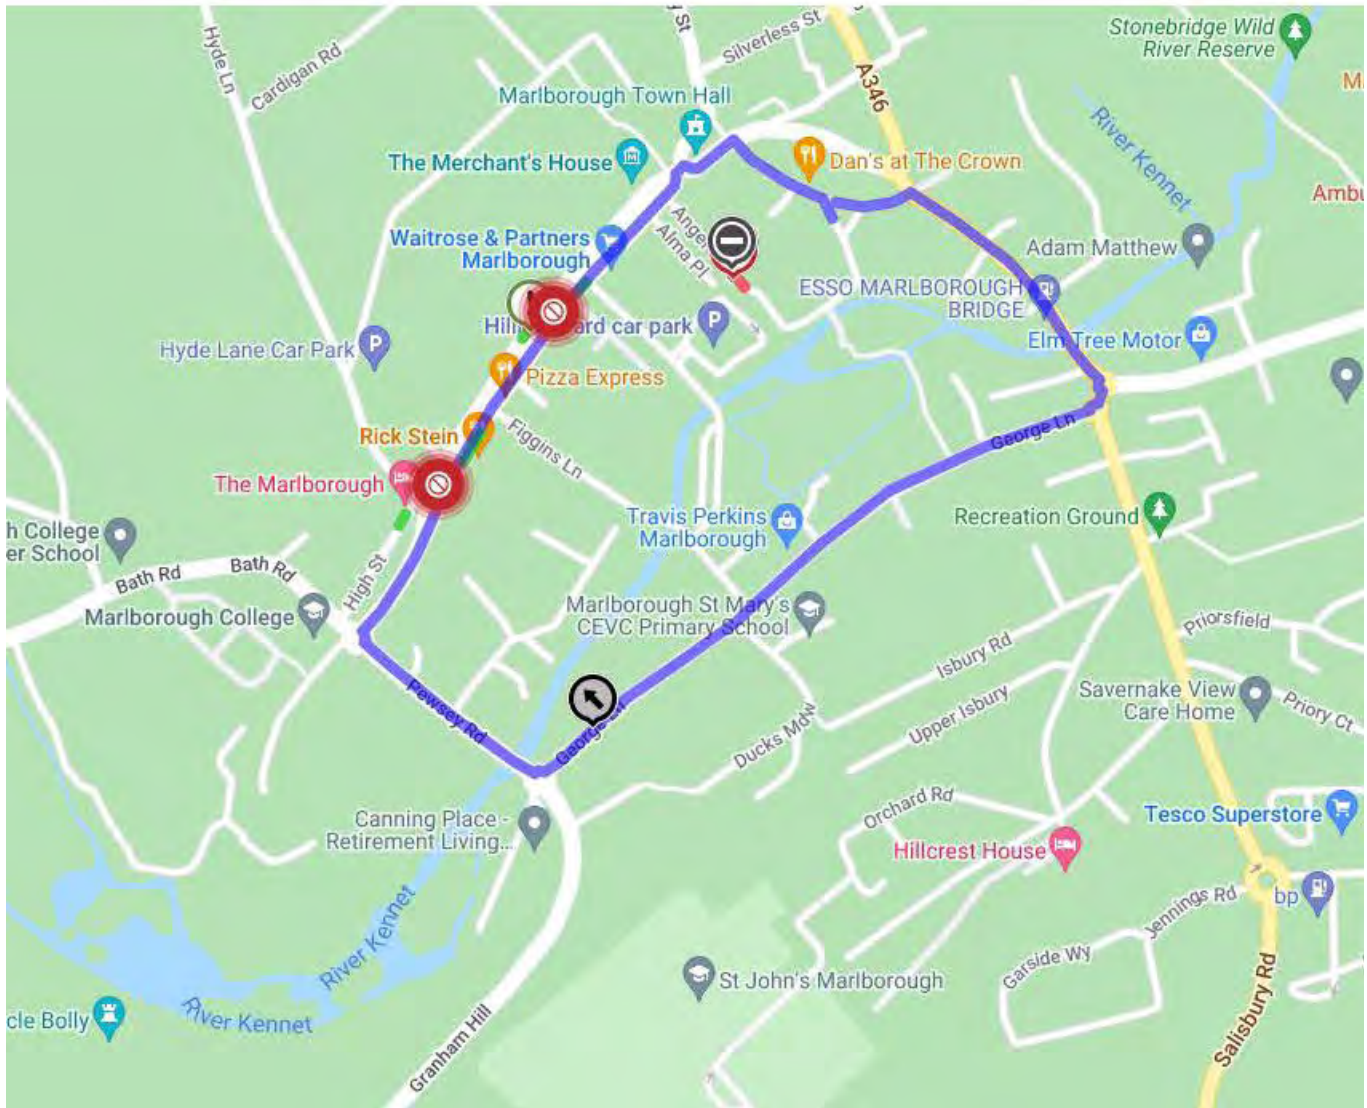 Stonebridge Wild
River Reserve
Silverless St
Hyde Ln
Cardigan Rd
y St
A346
Marlborough Town Hall
River Kennet
The Merchant's House
Dan's at The Crown
Ambu
Waitrose & Partners
Marlborough
Angel
Alma Pl
Adam Matthew
ESSO MARLBOROUGH
BRIDGE
ard car park
P
Elm Tree Motor
Hyde Lane Car Park
P
Pizza Express
Rick Stein
Figgins Ln
George Ln
The Marlborough
Travis Perkins
Marlborough
Recreation Ground
h College
er School
Bath Rd
Bath Rd
High St
Marlborough College
Marlborough St Mary's
CEVC Primary School
Isbury Rd
Priorsfield
Pewsey Rd
George Ln
Upper Isbury
Savernake View
Care Home
Priory Ct
Ducks Mdw
Orchard Rd
Tesco Superstore
Canning Place -
Retirement Living...
Hillcrest House
bp
Jennings Rd
River Kennet
Garside Wy
St John's Marlborough
River Kennet
cle Bolly
Granham Hill
Salisbury Rd